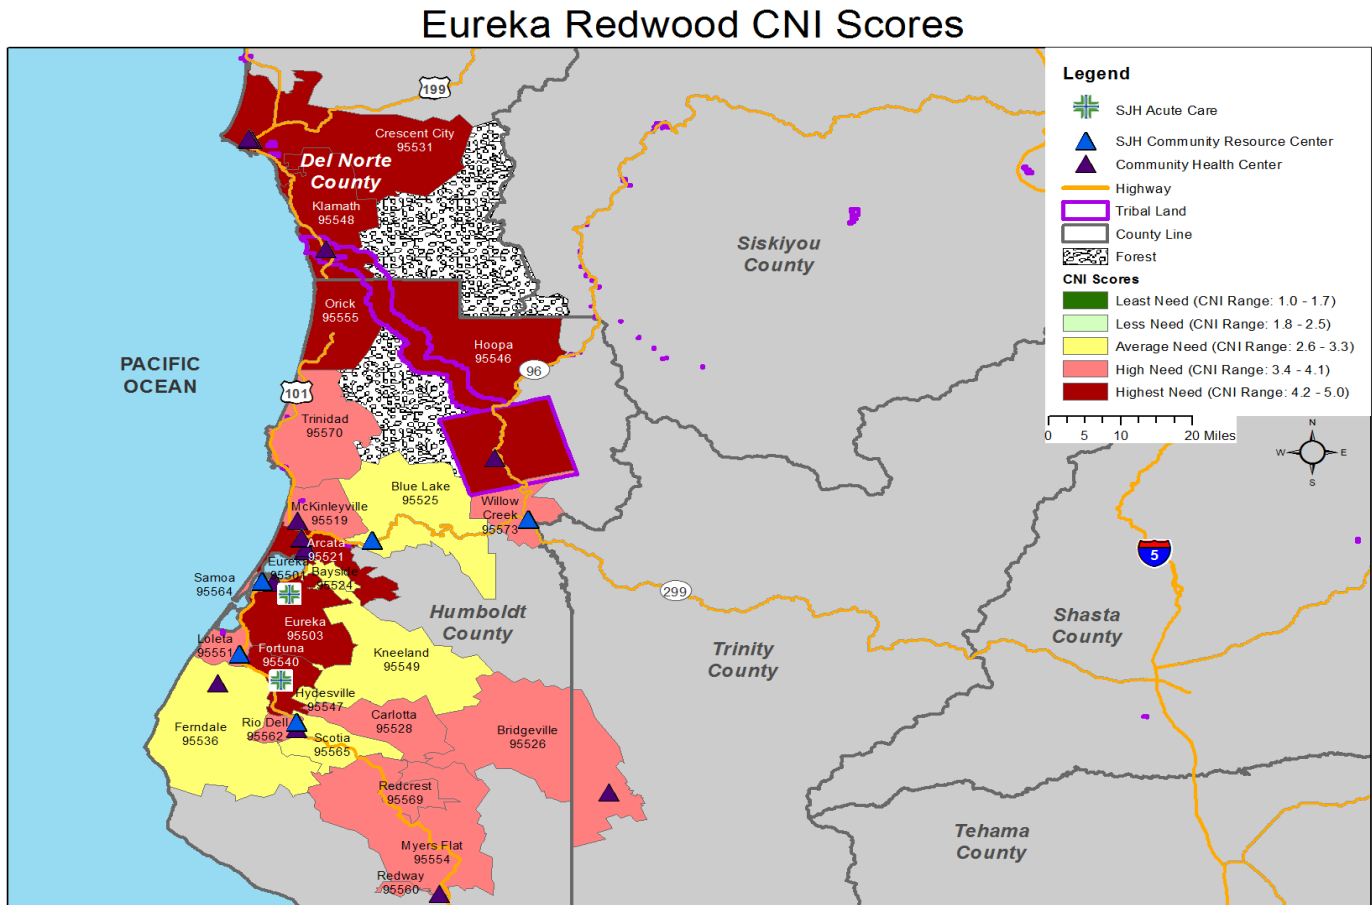 Eureka Redwood CNI Scores
199
Crescent City
95531
Del Norte
County
Klamath
95548
Orick
95555
Hoopa
95546
96
101
PACIFIC
OCEAN
Trinidad
95570
Siskiyou
County
Blue Lake
95525
McKinleyville
95519
Willow
Creek
95573
Arcata
95521
Eureka
95501
Bayside
95524
Samoa
95564
Humboldt
County
299
5
Eureka
95503
Loleta
95551
Fortuna
95540
Kneeland
95549
Trinity
County
Shasta
County
Hydesville
95547
Ferndale
95536
Rio Dell
95562
Scotia
95565
Carlotta
95528
Bridgeville
95526
Redcrest
95569
Myers Flat
95554
Redway
95560
Tehama
County
Legend
SJH Acute Care
SJH Community Resource Center
Community Health Center
Highway
Tribal Land
County Line
Forest
CNI Scores
Least Need (CNI Range: 1.0 - 1.7)
Less Need (CNI Range: 1.8 - 2.5)
Average Need (CNI Range: 2.6 - 3.3)
High Need (CNI Range: 3.4 - 4.1)
Highest Need (CNI Range: 4.2 - 5.0)
0 5 10 20 Miles
N
W E
S